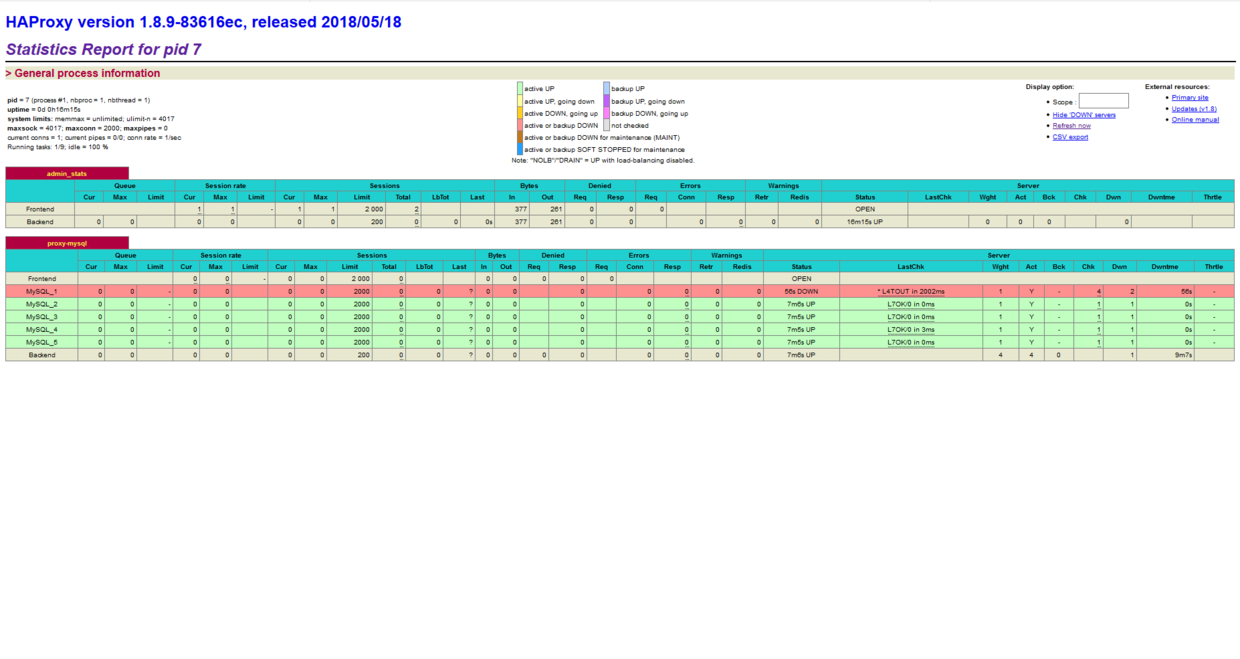 HAProxy version 1.8.9-83616ec, released 2018/05/18
Statistics Report for pid 7
> General process information
pid = 7 (process #1, nbproc = 1, nbthread = 1)
uptime = 0d 0h16m15s
system limits: memmax = unlimited; ulimit-n = 4017
maxsock = 4017; maxconn = 2000; maxpipes = 0
current conns = 1; current pipes = 0/0; conn rate = 1/sec
Running tasks: 1/9; idle = 100 %
active UP backup UP
active UP, going down backup UP, going down
active DOWN, going up backup DOWN, going up
active or backup DOWN not checked
active or backup DOWN for maintenance (MAINT)
active or backup SOFT STOPPED for maintenance
Note: "NOLB"/"DRAIN" = UP with load-balancing disabled.
Display option:
• Scope :
• Hide 'DOWN' servers
• Refresh now
• CSV export
External resources:
• Primary site
• Updates (v1.8)
• Online manual
admin_stats
Queue Session rate Sessions Bytes Denied Errors Warnings Server
Cur Max Limit Cur Max Limit Cur Max Limit Total LbTot Last In Out Req Resp Req Conn Resp Retr Redis Status LastChk Wght Act Bck Chk Dwn Dwntme Thrtle
Frontend 1 1 - 1 1 2 000 2 377 261 0 0 0 OPEN
Backend 0 0 0 0 0 0 200 0 0 0s 377 261 0 0 0 0 0 0 16m15s UP 0 0 0 0
proxy-mysql
Queue Session rate Sessions Bytes Denied Errors Warnings Server
Cur Max Limit Cur Max Limit Cur Max Limit Total LbTot Last In Out Req Resp Req Conn Resp Retr Redis Status LastChk Wght Act Bck Chk Dwn Dwntme Thrtle
Frontend 0 0 - 0 0 2 000 0 0 0 0 0 0 OPEN
MySQL_1 0 0 - 0 0 0 0 2000 0 0 ? 0 0 0 0 0 0 0 56s DOWN * L4TOUT in 2002ms 1 Y - 4 2 56s -
MySQL_2 0 0 - 0 0 0 0 2000 0 0 ? 0 0 0 0 0 0 0 7m6s UP L7OK/0 in 0ms 1 Y - 1 1 0s -
MySQL_3 0 0 - 0 0 0 0 2000 0 0 ? 0 0 0 0 0 0 0 7m5s UP L7OK/0 in 0ms 1 Y - 1 1 0s -
MySQL_4 0 0 - 0 0 0 0 2000 0 0 ? 0 0 0 0 0 0 0 7m5s UP L7OK/0 in 3ms 1 Y - 1 1 0s -
MySQL_5 0 0 - 0 0 0 0 2000 0 0 ? 0 0 0 0 0 0 0 7m5s UP L7OK/0 in 0ms 1 Y - 1 1 0s -
Backend 0 0 0 0 0 0 200 0 0 ? 0 0 0 0 0 0 0 0 7m6s UP 4 4 0 1 9m7s